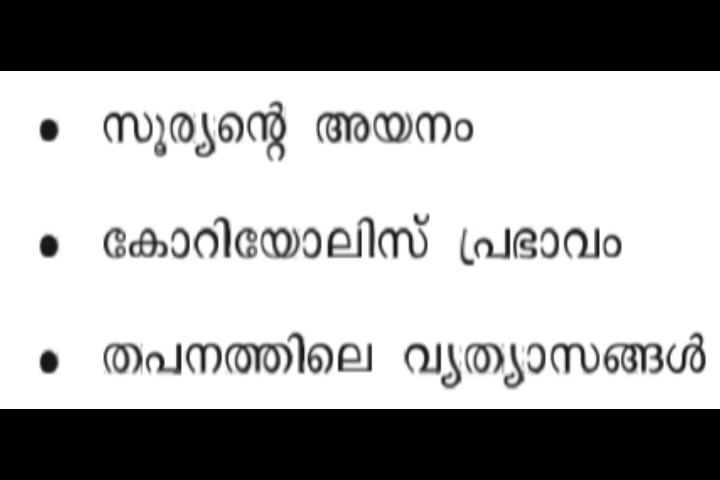 • സൂര്യന്റെ അയനം
• കോറിയോലിസ് പ്രഭാവം
• തപനത്തിലെ വ്യത്യാസങ്ങൾ